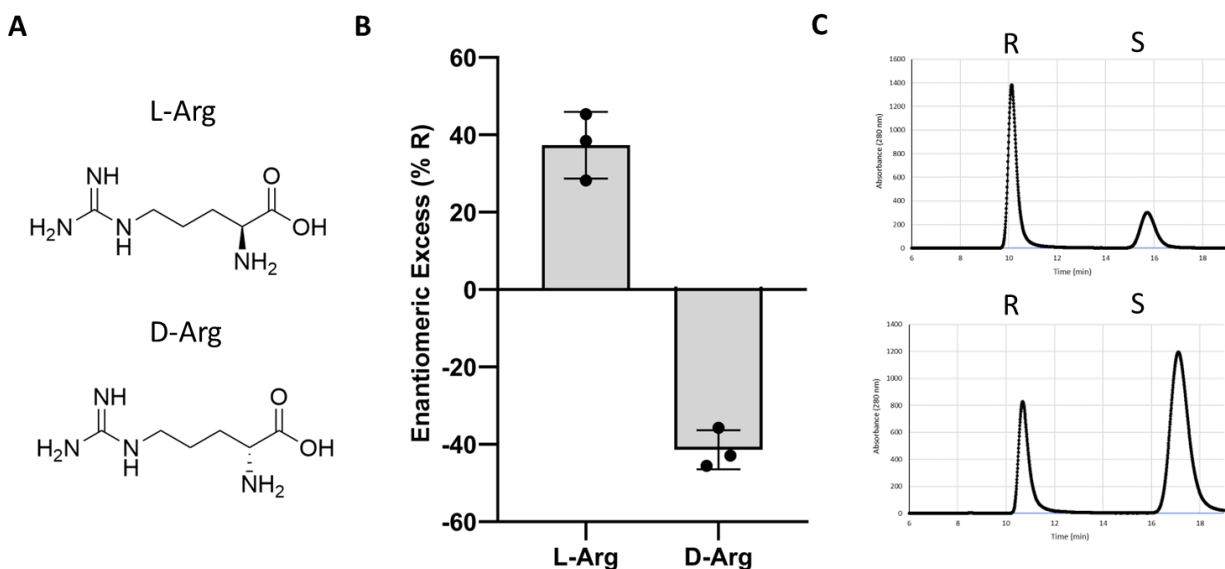 A
L-Arg
NH
O
H₂N
N
H
OH
NH₂
D-Arg
NH
O
H₂N
N
H
OH
NH₂
B
Enantiomeric Excess (% R)
60
40
20
0
-20
-40
-60
L-Arg
D-Arg
C
R
S
Absorbance (280 nm)
1600
1400
1200
1000
800
600
400
200
0
6
8
10
12
14
16
18
Time (min)
R
S
Absorbance (280 nm)
1400
1200
1000
800
600
400
200
0
6
8
10
12
14
16
18
Time (min)